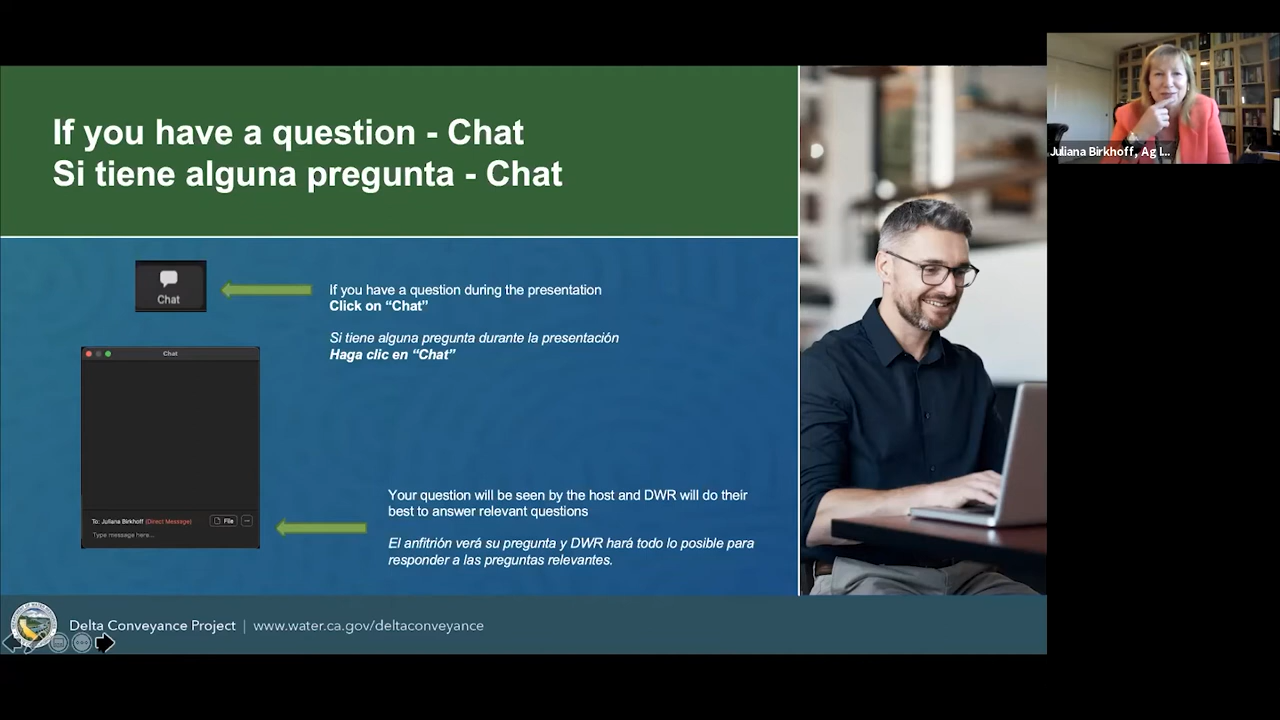 If you have a question - Chat
Si tiene alguna pregunta - Chat
Chat
If you have a question during the presentation
Click on “Chat”
Si tiene alguna pregunta durante la presentación
Haga clic en “Chat”
Chat
To: Juliana Birkhoff (Direct Message)
File
Type message here...
Your question will be seen by the host and DWR will do their
best to answer relevant questions
El anfitrión verá su pregunta y DWR hará todo lo posible para
responder a las preguntas relevantes.
Delta Conveyance Project | www.water.ca.gov/deltaconveyance
Juliana Birkhoff, Ag I...